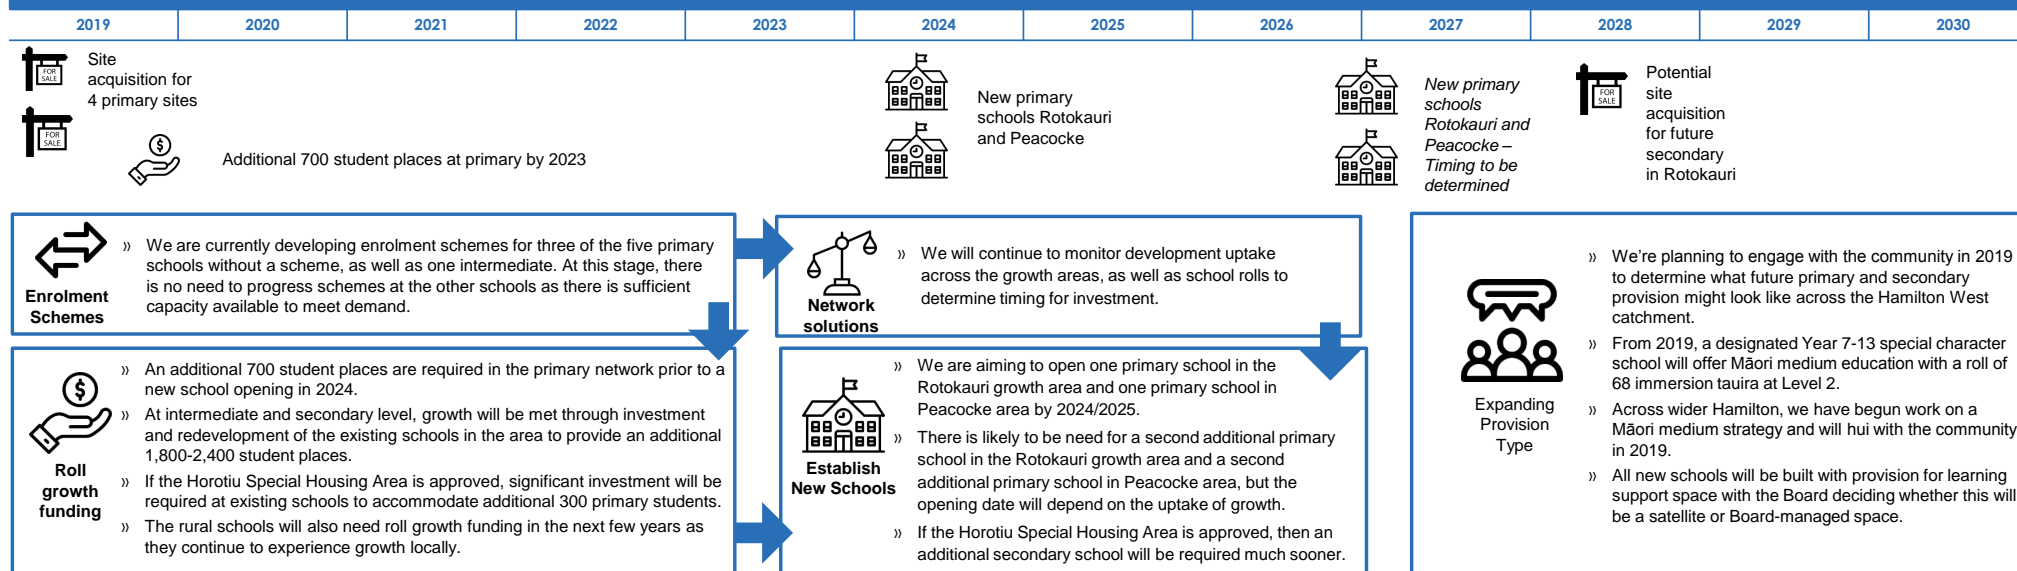 2019 2020 2021 2022 2023 2024 2025 2026 2027 2028 2029 2030
FOR
SALE
Site
acquisition for
4 primary sites
FOR
SALE
Additional 700 student places at primary by 2023
New primary
schools Rotokauri
and Peacocke
New primary
schools
Rotokauri and
Peacocke –
Timing to be
determined
FOR
SALE
Potential
site
acquisition
for future
secondary
in Rotokauri
Enrolment
Schemes
» We are currently developing enrolment schemes for three of the five primary
schools without a scheme, as well as one intermediate. At this stage, there
is no need to progress schemes at the other schools as there is sufficient
capacity available to meet demand.
Network
solutions
» We will continue to monitor development uptake
across the growth areas, as well as school rolls to
determine timing for investment.
Roll
growth
funding
» An additional 700 student places are required in the primary network prior to a
new school opening in 2024.
» At intermediate and secondary level, growth will be met through investment
and redevelopment of the existing schools in the area to provide an additional
1,800-2,400 student places.
» If the Horotiu Special Housing Area is approved, significant investment will be
required at existing schools to accommodate additional 300 primary students.
» The rural schools will also need roll growth funding in the next few years as
they continue to experience growth locally.
Establish
New Schools
» We are aiming to open one primary school in the
Rotokauri growth area and one primary school in
Peacocke area by 2024/2025.
» There is likely to be need for a second additional primary
school in the Rotokauri growth area and a second
additional primary school in Peacocke area, but the
opening date will depend on the uptake of growth.
» If the Horotiu Special Housing Area is approved, then an
additional secondary school will be required much sooner.
Expanding
Provision
Type
» We’re planning to engage with the community in 2019
to determine what future primary and secondary
provision might look like across the Hamilton West
catchment.
» From 2019, a designated Year 7-13 special character
school will offer Māori medium education with a roll of
68 immersion tauira at Level 2.
» Across wider Hamilton, we have begun work on a
Māori medium strategy and will hui with the community
in 2019.
» All new schools will be built with provision for learning
support space with the Board deciding whether this will
be a satellite or Board-managed space.